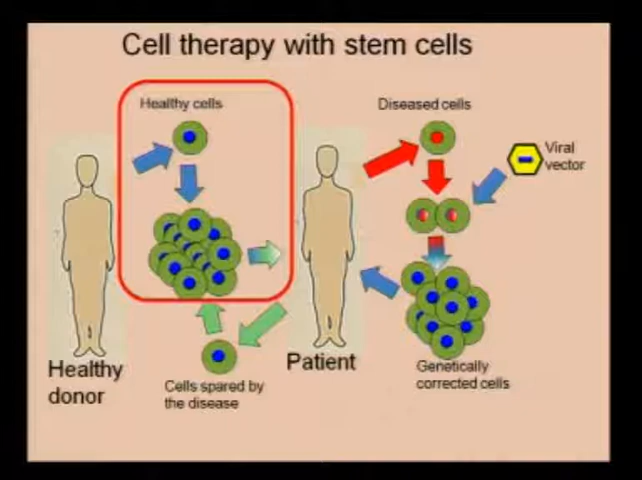 Cell therapy with stem cells
Healthy cells
Diseased cells
Viral
vector
Healthy
donor
Patient
Cells spared by
the disease
Genetically
corrected cells